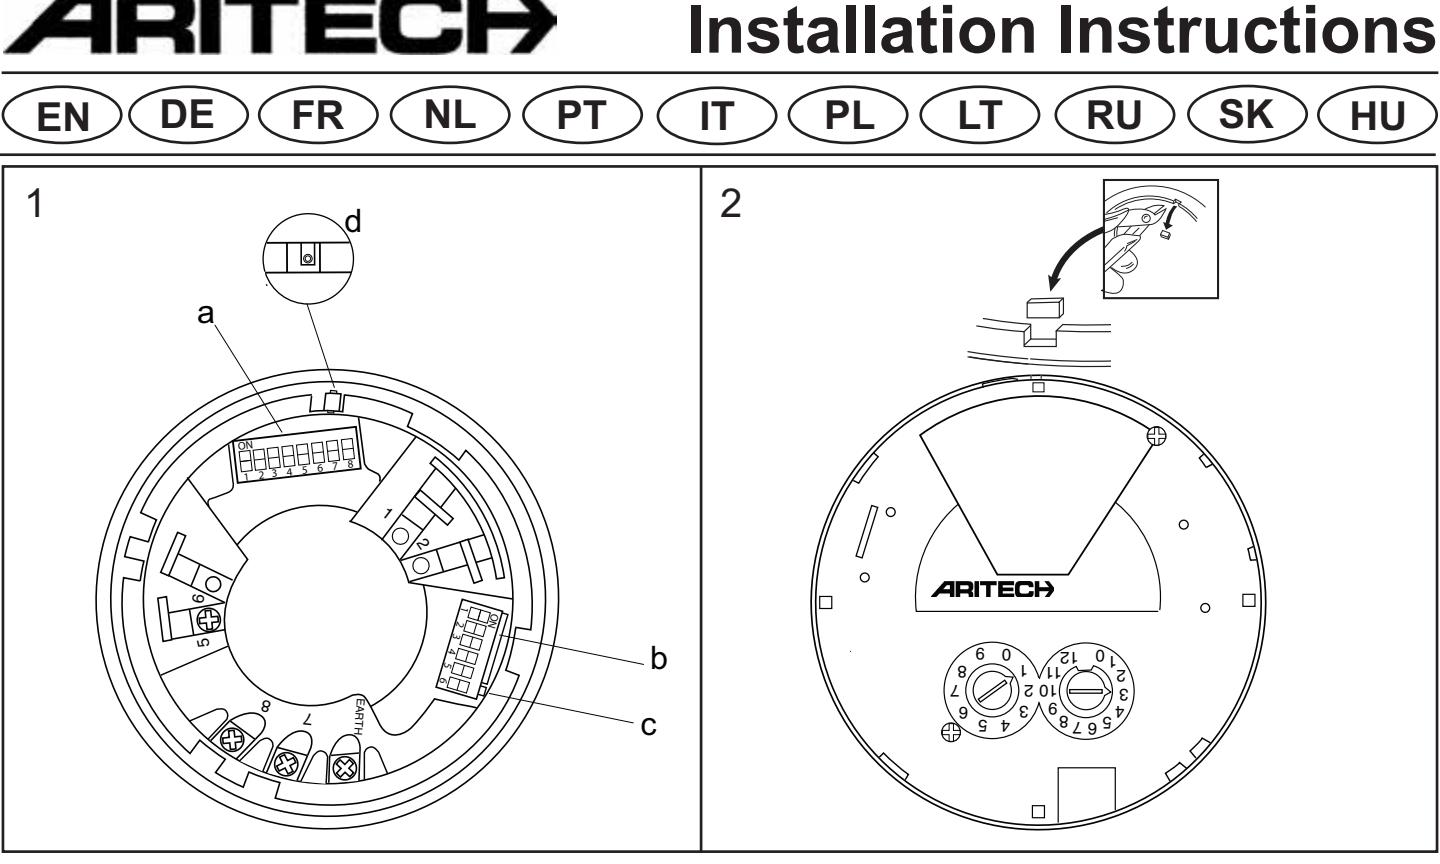 ARITECH
Installation Instructions
EN DE FR NL PT IT PL LT RU SK HU
1
d
a
ON
1 2 3 4 5 6 7 8
1
2
6
5
ON
1 2 3 4 5 6
b
c
8
7
EARTH
2
ARITECH
0 1 2 3 4 5 6 7 8 9
0 1 2 3 4 5 6 7 8 9 10 11 12